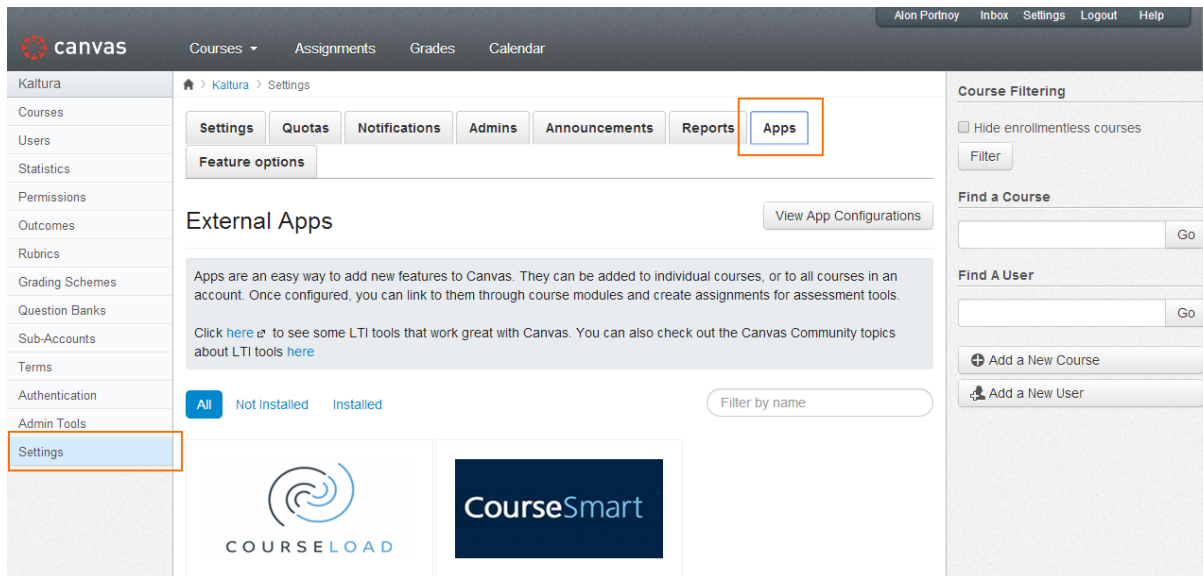 Alon Portnoy Inbox Settings Logout Help
canvas Courses Assignments Grades Calendar
Kaltura
Courses
Users
Statistics
Permissions
Outcomes
Rubrics
Grading Schemes
Question Banks
Sub-Accounts
Terms
Authentication
Admin Tools
Settings
Kaltura > Settings
Settings Quotas Notifications Admins Announcements Reports Apps
Feature options
External Apps View App Configurations
Apps are an easy way to add new features to Canvas. They can be added to individual courses, or to all courses in an
account. Once configured, you can link to them through course modules and create assignments for assessment tools.
Click here to see some LTI tools that work great with Canvas. You can also check out the Canvas Community topics
about LTI tools here
All Not Installed Installed Filter by name
COURSELOAD
CourseSmart
Course Filtering
Hide enrollmentless courses
Filter
Find a Course
Go
Find A User
Go
Add a New Course
Add a New User